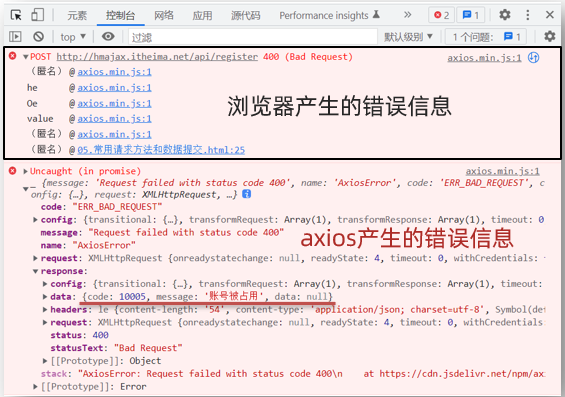 元素 控制台 网络 应用 源代码 Performance insights » 2 1
top ▼ 过滤 默认级别 ▼ 1 个问题: 1
▼POST http://hmajax.itheima.net/api/register 400 (Bad Request) axios.min.js:1
(匿名) @ axios.min.js:1
(匿名) @ axios.min.js:1
he @ axios.min.js:1
Oe @ axios.min.js:1
value @ axios.min.js:1
(匿名) @ axios.min.js:1
(匿名) @ 05.常用请求方法和数据提交.html:25
浏览器产生的错误信息
▼Uncaught (in promise) axios.min.js:1
▼ _ {message: 'Request failed with status code 400', name: 'AxiosError', code: 'ERR_BAD_REQUEST', c
onfig: {…}, request: XMLHttpRequest, …}
code: "ERR_BAD_REQUEST"
▶config: {transitional: {…}, transformRequest: Array(1), transformResponse: Array(1), timeout: 0
message: "Request failed with status code 400"
name: "AxiosError"
axios产生的错误信息
▶request: XMLHttpRequest {onreadystatechange: null, readyState: 4, timeout: 0, withCredentials:
▼response:
▶config: {transitional: {…}, transformRequest: Array(1), transformResponse: Array(1), timeout:
▶data: {code: 10005, message: '账号被占用', data: null}
▶headers: le {content-length: '54', content-type: 'application/json; charset=utf-8', Symbol(de
▶request: XMLHttpRequest {onreadystatechange: null, readyState: 4, timeout: 0, withCredentials
status: 400
statusText: "Bad Request"
▶[[Prototype]]: Object
stack: "AxiosError: Request failed with status code 400\n at https://cdn.jsdelivr.net/npm/ax
▶[[Prototype]]: Error